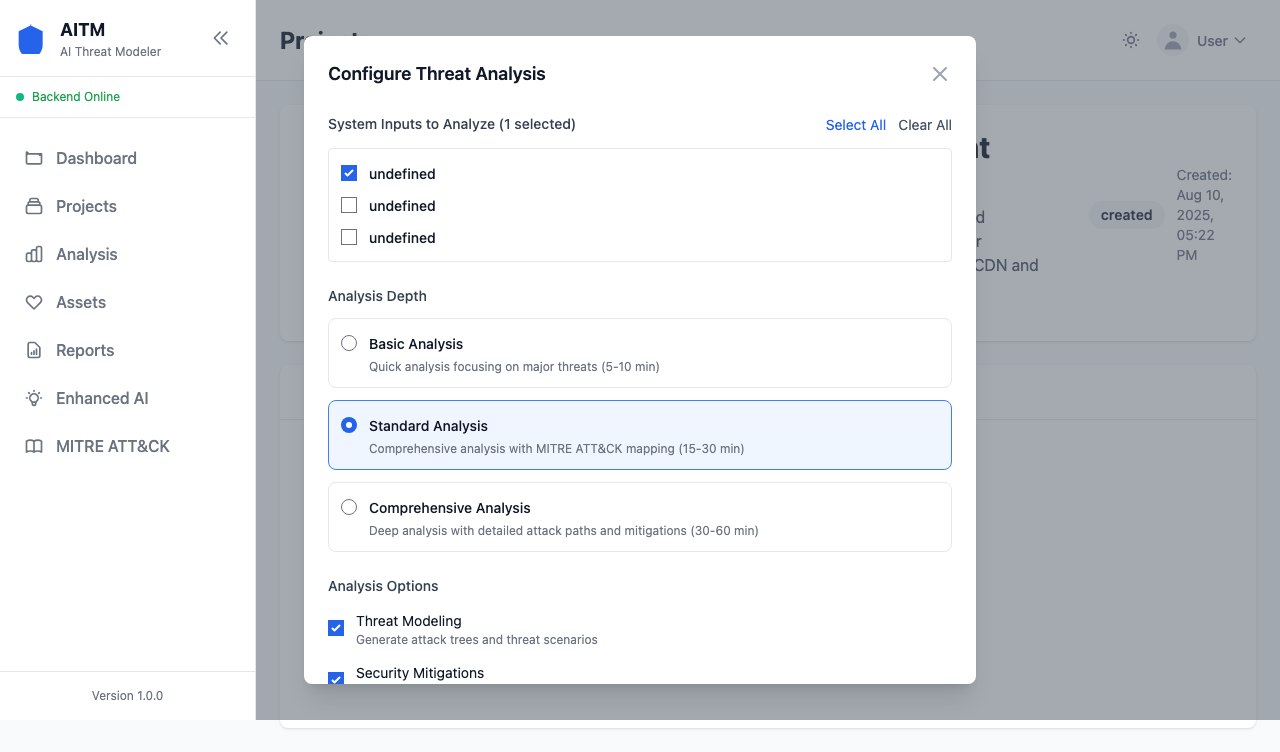 AITM
AI Threat Modeler
Backend Online
Dashboard
Projects
Analysis
Assets
Reports
Enhanced AI
MITRE ATT&CK
Version 1.0.0
User
created
Created:
Aug 10,
2025,
05:22
PM
CDN and
Configure Threat Analysis
System Inputs to Analyze (1 selected)
Select All
Clear All
undefined
undefined
undefined
Analysis Depth
Basic Analysis
Quick analysis focusing on major threats (5-10 min)
Standard Analysis
Comprehensive analysis with MITRE ATT&CK mapping (15-30 min)
Comprehensive Analysis
Deep analysis with detailed attack paths and mitigations (30-60 min)
Analysis Options
Threat Modeling
Generate attack trees and threat scenarios
Security Mitigations